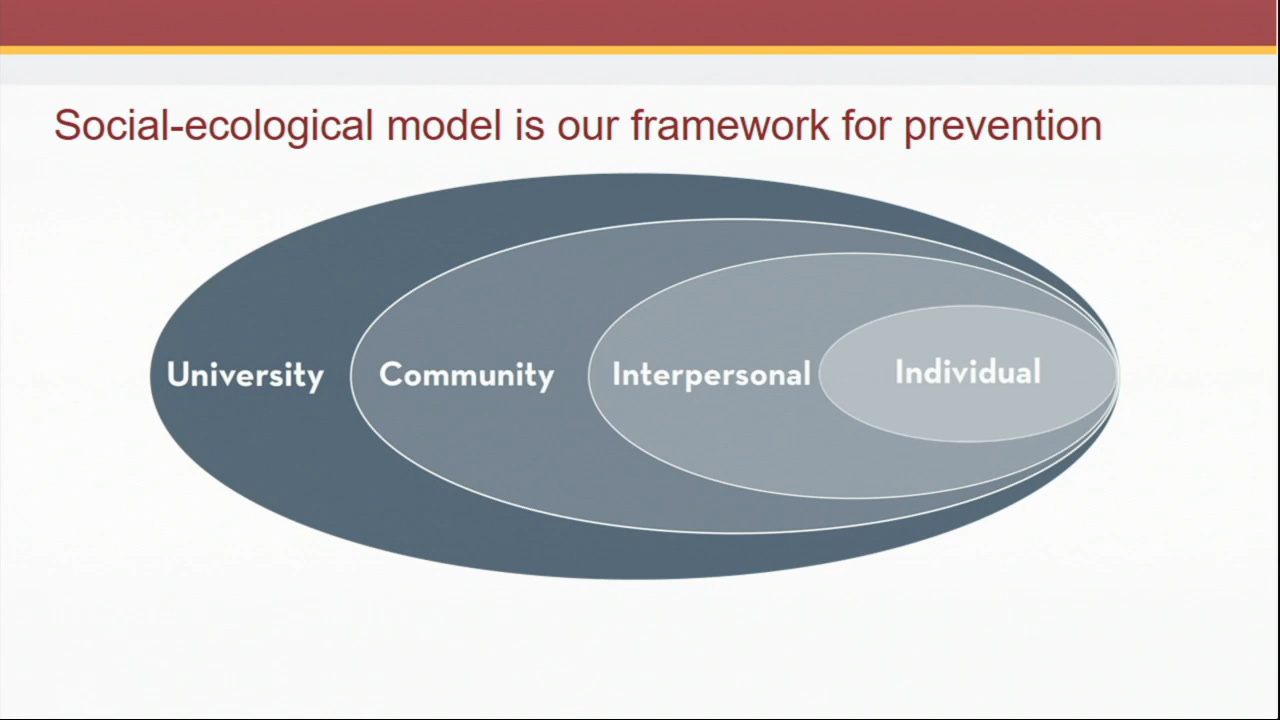 Social-ecological model is our framework for prevention
University Community Interpersonal Individual